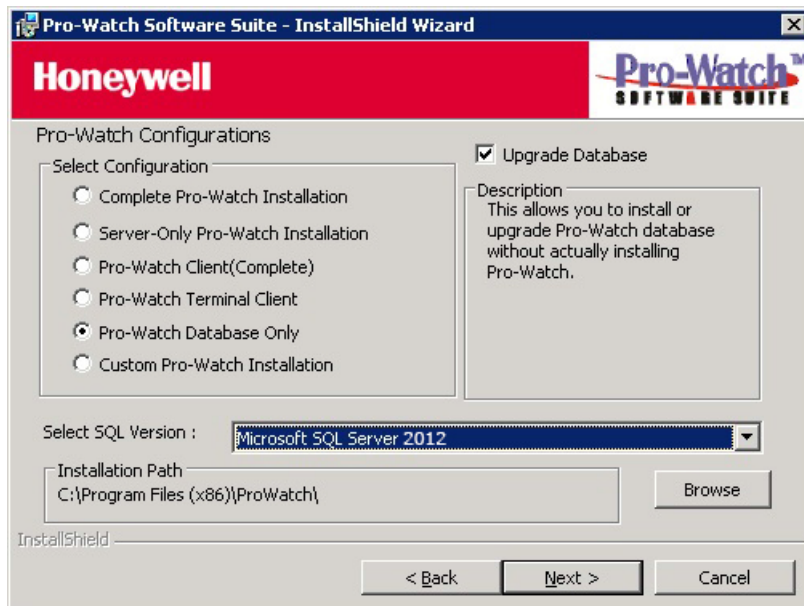 Pro-Watch Software Suite - InstallShield Wizard
Honeywell
Pro-Watch™
SOFTWARE SUITE
Pro-Watch Configurations
Select Configuration
Complete Pro-Watch Installation
Server-Only Pro-Watch Installation
Pro-Watch Client(Complete)
Pro-Watch Terminal Client
Pro-Watch Database Only
Custom Pro-Watch Installation
Upgrade Database
Description
This allows you to install or
upgrade Pro-Watch database
without actually installing
Pro-Watch.
Select SQL Version :
Microsoft SQL Server 2012
Installation Path
C:\Program Files (x86)\ProWatch\
Browse
InstallShield
< Back
Next >
Cancel